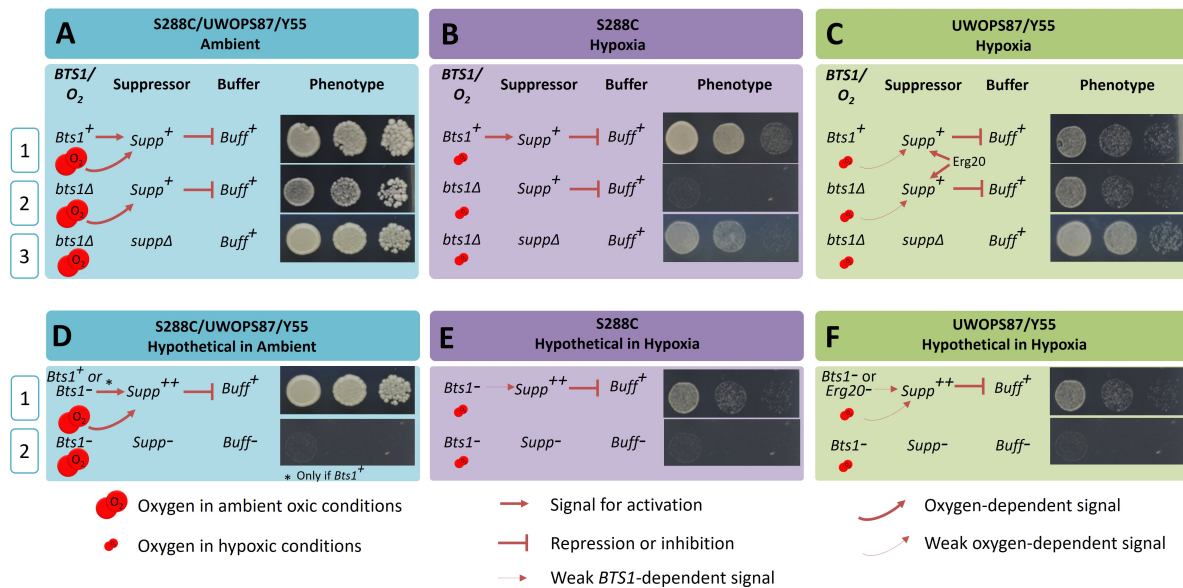 A
S288C/UWOPS87/Y55
Ambient
BTS1/
O2
Suppressor
Buffer
Phenotype
1
Bts1+
Supp+
Buff+
O2
2
bts1Δ
Supp+
Buff+
O2
3
bts1Δ
suppΔ
Buff+
O2
B
S288C
Hypoxia
BTS1/
O2
Suppressor
Buffer
Phenotype
Bts1+
Supp+
Buff+
bts1Δ
Supp+
Buff+
bts1Δ
suppΔ
Buff+
C
UWOPS87/Y55
Hypoxia
BTS1/
O2
Suppressor
Buffer
Phenotype
Bts1+
Supp+
Buff+
Erg20
bts1Δ
Supp+
Buff+
bts1Δ
suppΔ
Buff+
D
S288C/UWOPS87/Y55
Hypothetical in Ambient
1
Bts1+ or
Bts1− * Supp++
Buff+
O2
2
Bts1−
Supp−
Buff−
O2
* Only if Bts1+
E
S288C
Hypothetical in Hypoxia
Bts1−
Supp++
Buff+
Bts1−
Supp−
Buff−
F
UWOPS87/Y55
Hypothetical in Hypoxia
Bts1− or
Erg20−
Supp++
Buff+
Bts1−
Supp−
Buff−
O2
Oxygen in ambient oxic conditions
Oxygen in hypoxic conditions
Signal for activation
Repression or inhibition
Weak BTS1-dependent signal
Oxygen-dependent signal
Weak oxygen-dependent signal